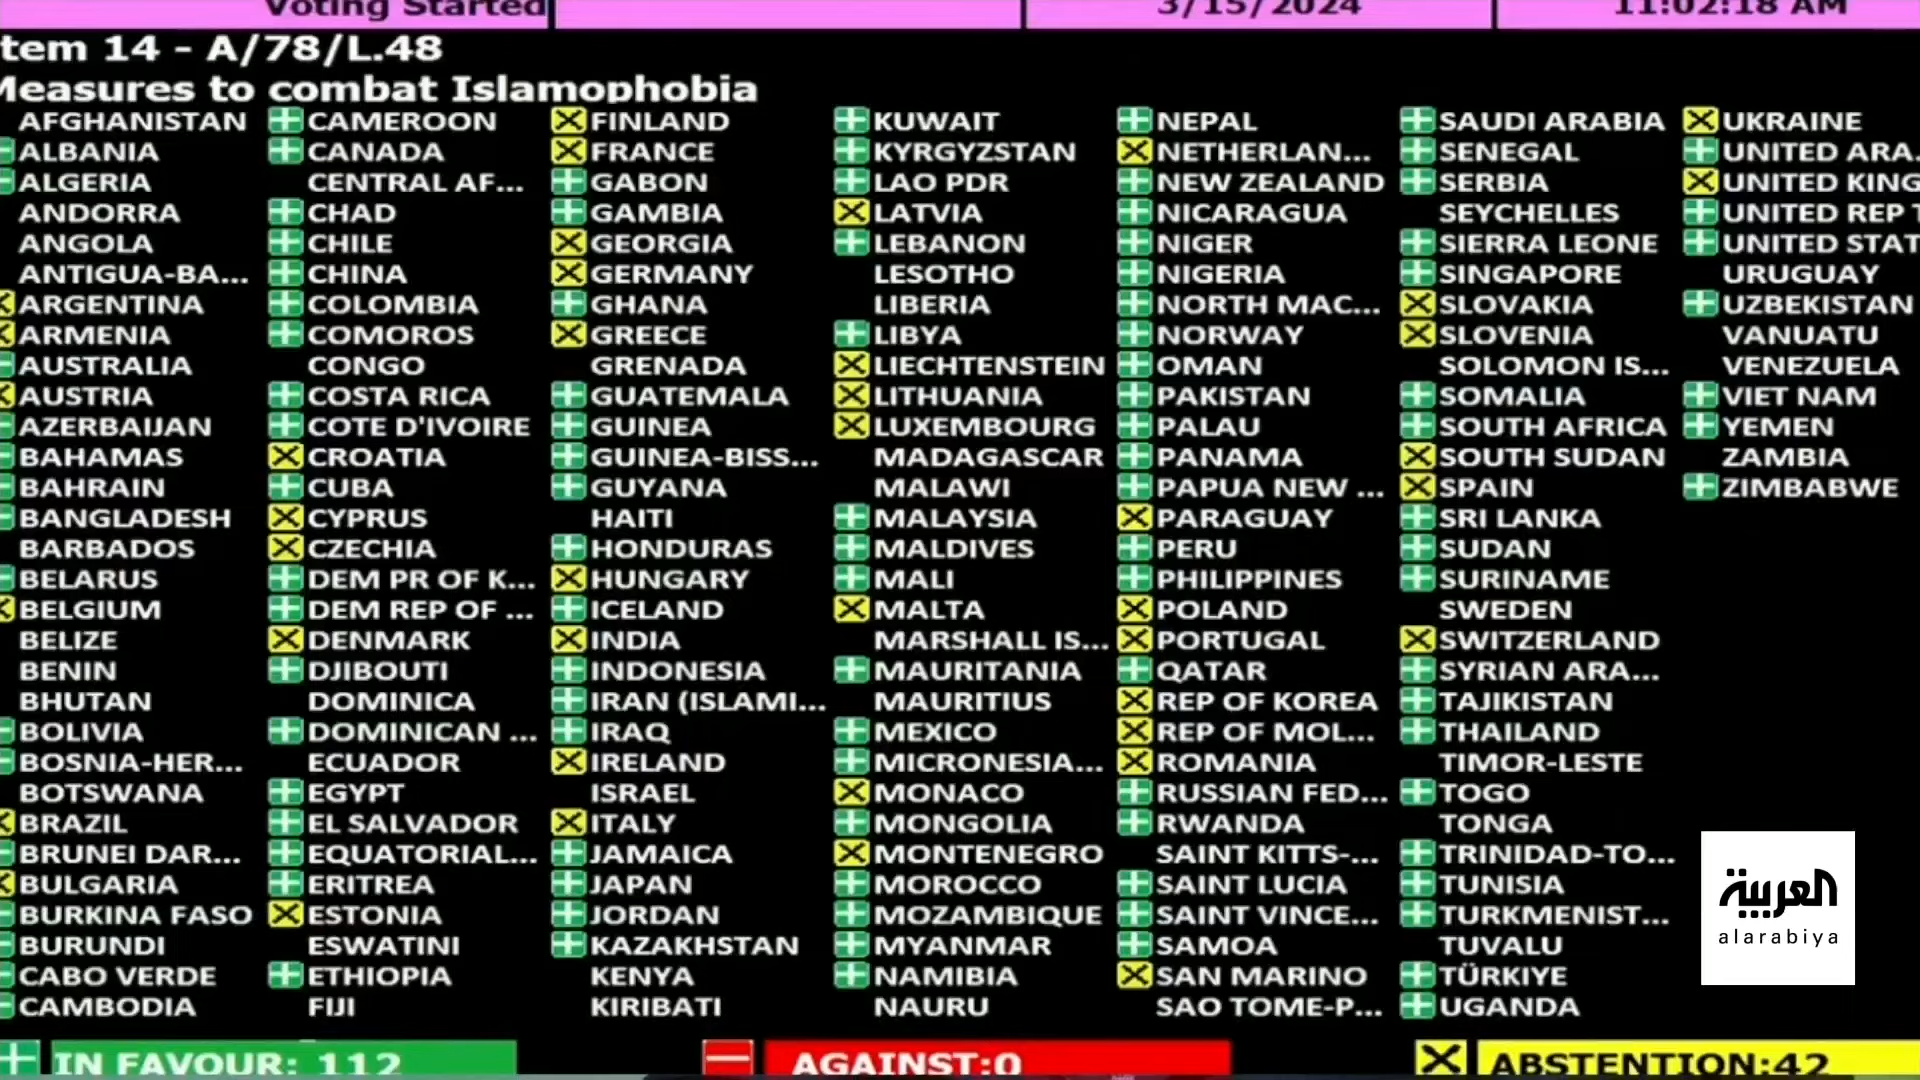 Voting Started 3/15/2024 11:02:18 AM
tem 14 - A/78/L.48
Measures to combat Islamophobia
AFGHANISTAN CAMEROON FINLAND KUWAIT NEPAL SAUDI ARABIA UKRAINE
ALBANIA CANADA FRANCE KYRGYZSTAN NETHERLAN... SENEGAL UNITED ARA.
ALGERIA CENTRAL AF... GABON LAO PDR NEW ZEALAND SERBIA UNITED KING
ANDORRA CHAD GAMBIA LATVIA NICARAGUA SEYCHELLES UNITED REP T
ANGOLA CHILE GEORGIA LEBANON NIGER SIERRA LEONE UNITED STAT
ANTIGUA-BA... CHINA GERMANY LESOTHO NIGERIA SINGAPORE URUGUAY
ARGENTINA COLOMBIA GHANA LIBERIA NORTH MAC... SLOVAKIA UZBEKISTAN
ARMENIA COMOROS GREECE LIBYA NORWAY SLOVENIA VANUATU
AUSTRALIA CONGO GRENADA LIECHTENSTEIN OMAN SOLOMON IS... VENEZUELA
AUSTRIA COSTA RICA GUATEMALA LITHUANIA PAKISTAN SOMALIA VIET NAM
AZERBAIJAN COTE D'IVOIRE GUINEA LUXEMBOURG PALAU SOUTH AFRICA YEMEN
BAHAMAS CROATIA GUINEA-BISS... MADAGASCAR PANAMA SOUTH SUDAN ZAMBIA
BAHRAIN CUBA GUYANA MALAWI PAPUA NEW ... SPAIN ZIMBABWE
BANGLADESH CYPRUS HAITI MALAYSIA PARAGUAY SRI LANKA
BARBADOS CZECHIA HONDURAS MALDIVES PERU SUDAN
BELARUS DEM PR OF K... HUNGARY MALI PHILIPPINES SURINAME
BELGIUM DEM REP OF ... ICELAND MALTA POLAND SWEDEN
BELIZE DENMARK INDIA MARSHALL IS... PORTUGAL SWITZERLAND
BENIN DJIBOUTI INDONESIA MAURITANIA QATAR SYRIAN ARA...
BHUTAN DOMINICA IRAN (ISLAMI... MAURITIUS REP OF KOREA TAJIKISTAN
BOLIVIA DOMINICAN ... IRAQ MEXICO REP OF MOL... THAILAND
BOSNIA-HER... ECUADOR IRELAND MICRONESIA... ROMANIA TIMOR-LESTE
BOTSWANA EGYPT ISRAEL MONACO RUSSIAN FED... TOGO
BRAZIL EL SALVADOR ITALY MONGOLIA RWANDA TONGA
BRUNEI DAR... EQUATORIAL... JAMAICA MONTENEGRO SAINT KITTS-... TRINIDAD-TO...
BULGARIA ERITREA JAPAN MOROCCO SAINT LUCIA TUNISIA
BURKINA FASO ESTONIA JORDAN MOZAMBIQUE SAINT VINCE... TURKMENIST...
BURUNDI ESWATINI KAZAKHSTAN MYANMAR SAMOA TUVALU
CABO VERDE ETHIOPIA KENYA NAMIBIA SAN MARINO TÜRKIYE
CAMBODIA FIJI KIRIBATI NAURU SAO TOME-P... UGANDA
العربية
alarabiya
IN FAVOUR: 112 AGAINST:0 ABSTENTION:42